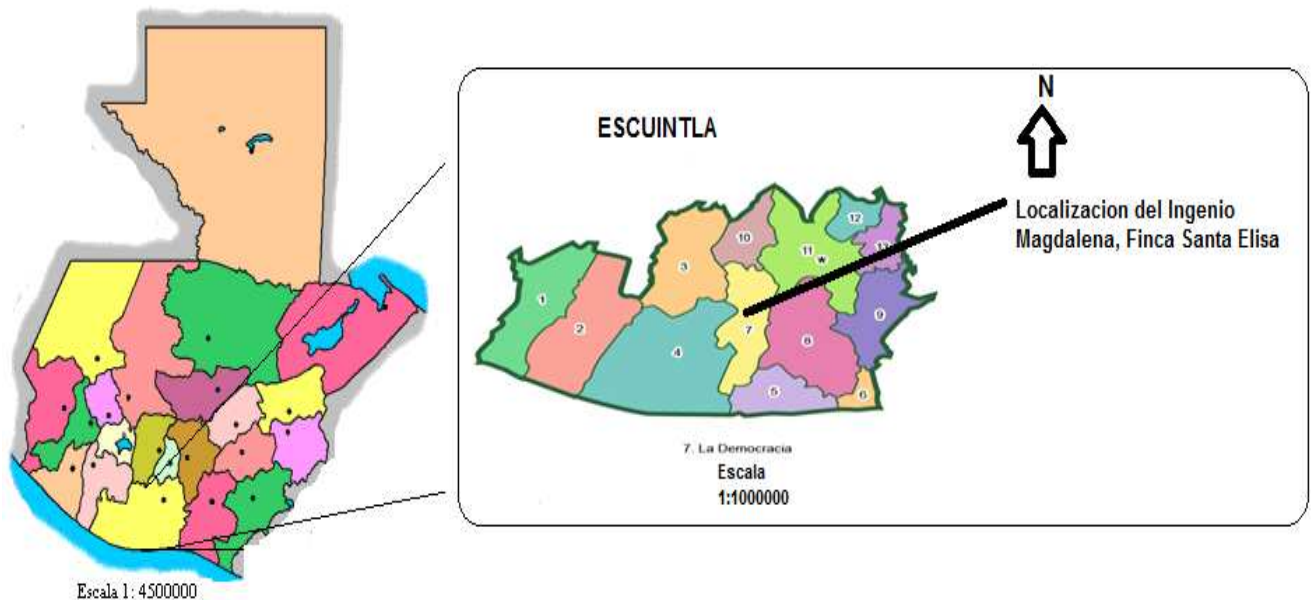 N
ESCUINTLA
Localizacion del Ingenio
Magdalena, Finca Santa Elisa
12
10
11
*
13
3
1
9
2
7
8
4
5
6
7. La Democracia
Escala
1:1000000
Escala 1: 4500000